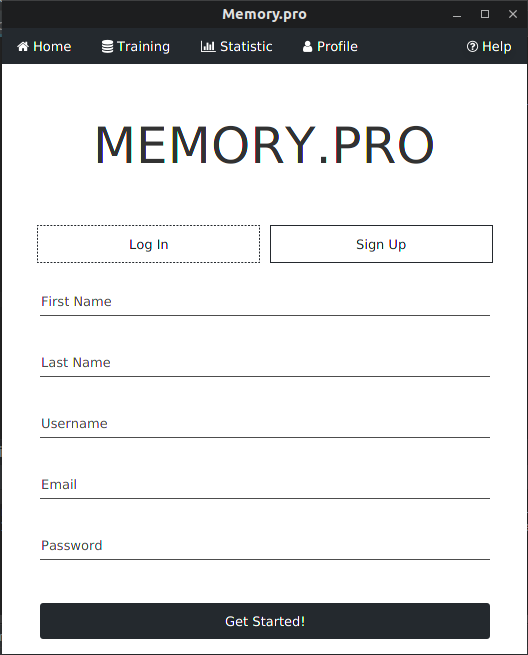 Memory.pro
Home Training Statistic Profile Help
MEMORY.PRO
Log In Sign Up
First Name
Last Name
Username
Email
Password
Get Started!